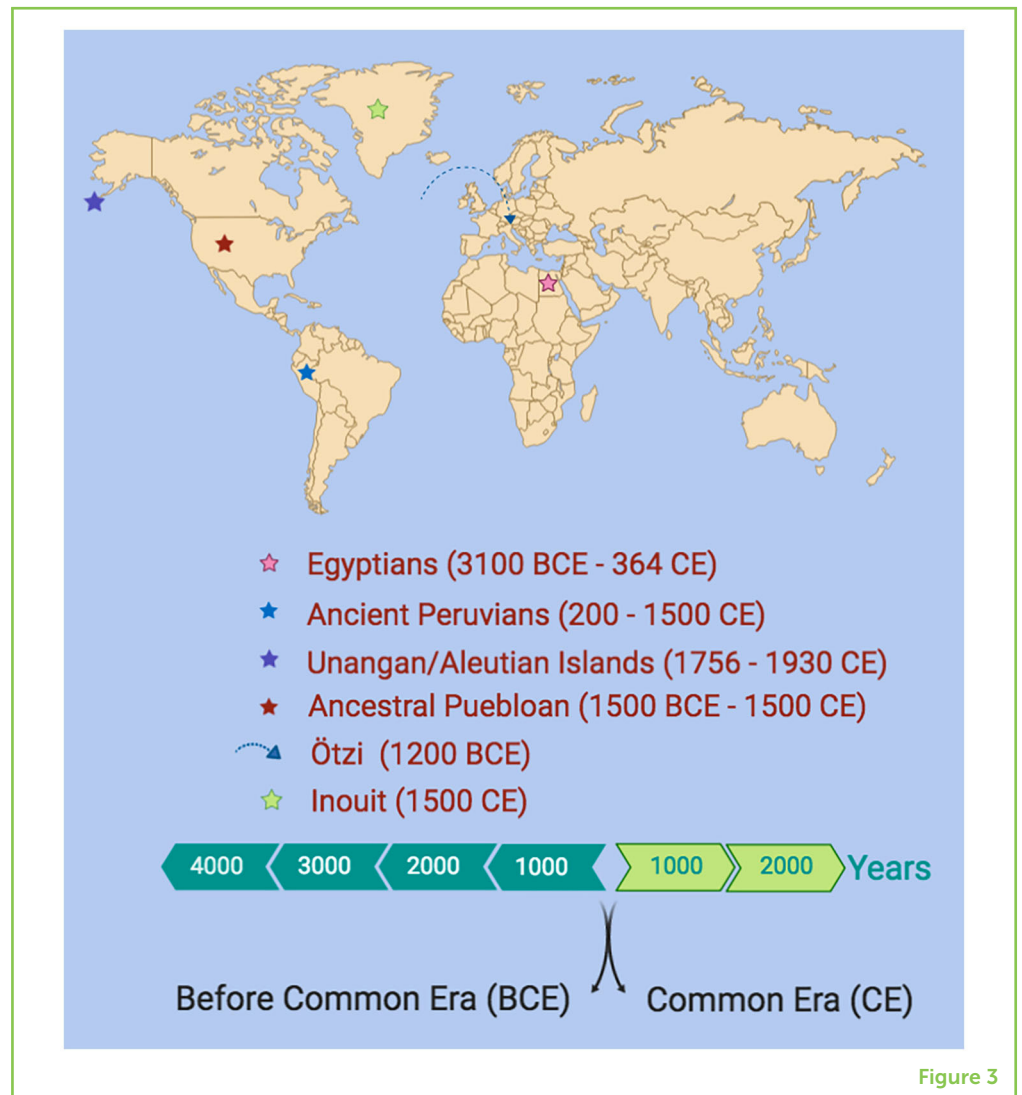 Egyptians (3100 BCE - 364 CE)
Ancient Peruvians (200 - 1500 CE)
Unangan/Aleutian Islands (1756 - 1930 CE)
Ancestral Puebloan (1500 BCE - 1500 CE)
Ötzi (1200 BCE)
Inouit (1500 CE)
4000 3000 2000 1000 1000 2000 Years
Before Common Era (BCE) Common Era (CE)
Figure 3